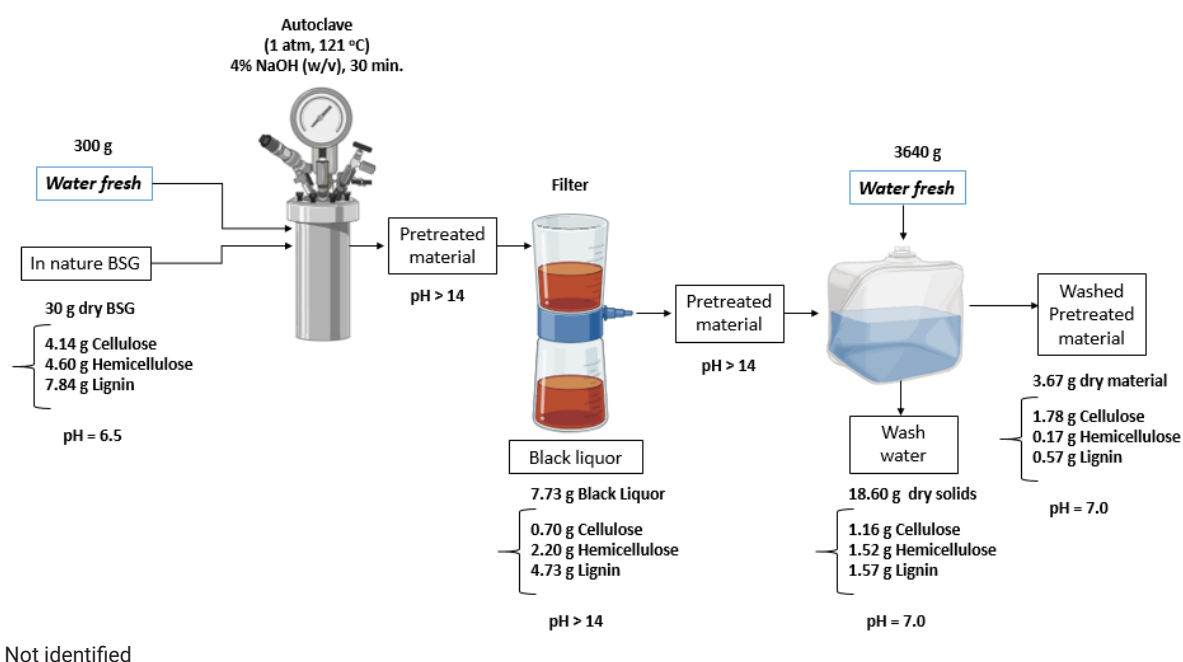 Autoclave
(1 atm, 121 ºC)
4% NaOH (w/v), 30 min.
300 g
Water fresh
In nature BSG
30 g dry BSG
4.14 g Cellulose
4.60 g Hemicellulose
7.84 g Lignin
pH = 6.5
Pretreated
material
pH > 14
Filter
Black liquor
7.73 g Black Liquor
0.70 g Cellulose
2.20 g Hemicellulose
4.73 g Lignin
pH > 14
Pretreated
material
pH > 14
3640 g
Water fresh
Wash
water
18.60 g dry solids
1.16 g Cellulose
1.52 g Hemicellulose
1.57 g Lignin
pH = 7.0
Washed
Pretreated
material
3.67 g dry material
1.78 g Cellulose
0.17 g Hemicellulose
0.57 g Lignin
pH = 7.0
Not identified